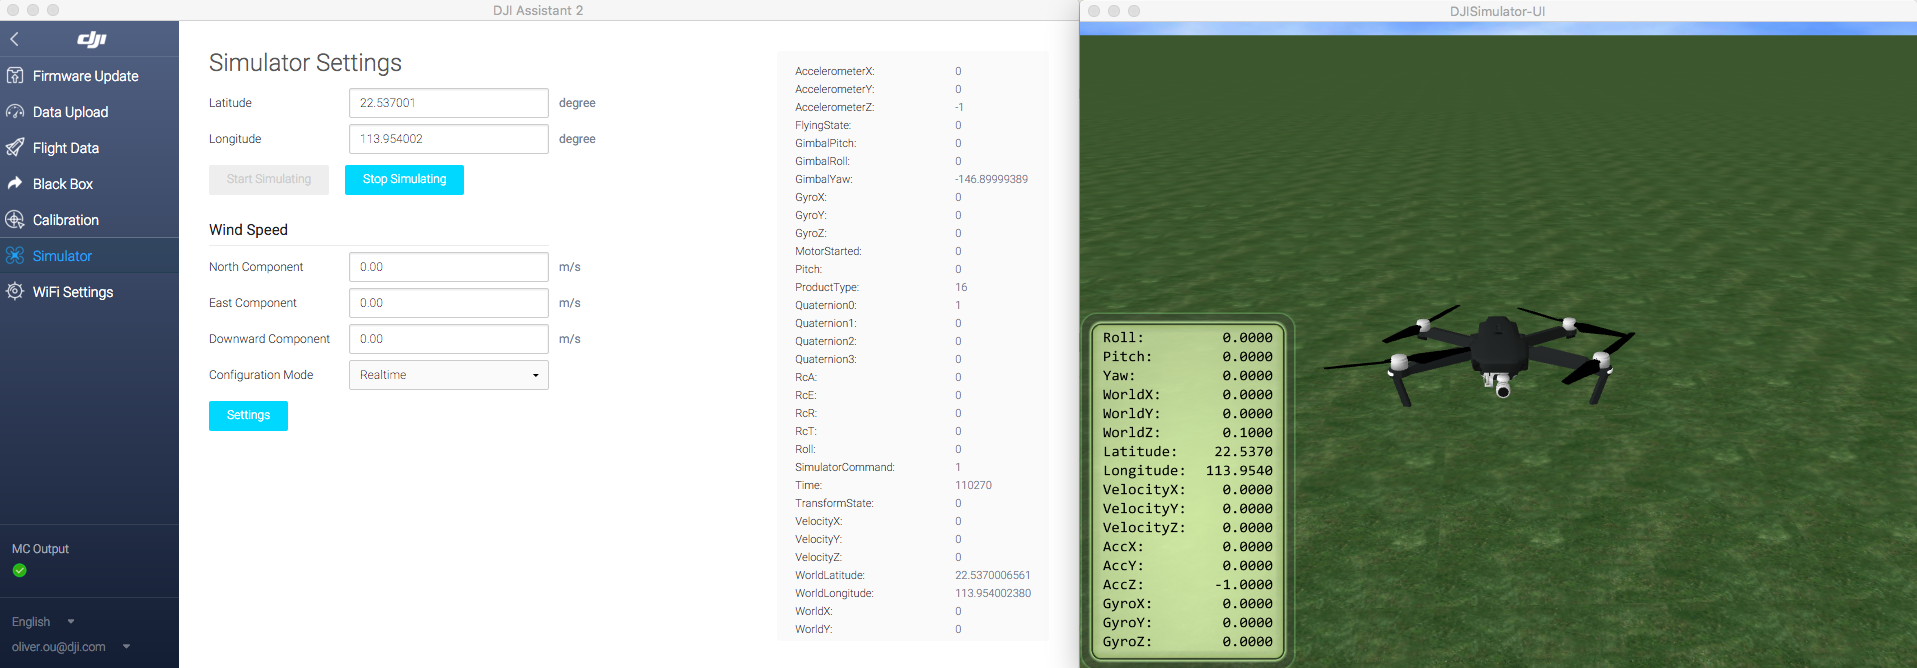 DJI Assistant 2
dji
Firmware Update
Data Upload
Flight Data
Black Box
Calibration
Simulator
WiFi Settings
MC Output
English
oliver.ou@dji.com
Simulator Settings
Latitude 22.537001 degree
Longitude 113.954002 degree
Start Simulating Stop Simulating
Wind Speed
North Component 0.00 m/s
East Component 0.00 m/s
Downward Component 0.00 m/s
Configuration Mode Realtime
Settings
AccelerometerX: 0
AccelerometerY: 0
AccelerometerZ: -1
FlyingState: 0
GimbalPitch: 0
GimbalRoll: 0
GimbalYaw: -146.89999389
GyroX: 0
GyroY: 0
GyroZ: 0
MotorStarted: 0
Pitch: 0
ProductType: 16
Quaternion0: 1
Quaternion1: 0
Quaternion2: 0
Quaternion3: 0
RcA: 0
RcE: 0
RcR: 0
RcT: 0
Roll: 0
SimulatorCommand: 1
Time: 110270
TransformState: 0
VelocityX: 0
VelocityY: 0
VelocityZ: 0
WorldLatitude: 22.5370006561
WorldLongitude: 113.954002380
WorldX: 0
WorldY: 0
DJISimulator-UI
Roll: 0.0000
Pitch: 0.0000
Yaw: 0.0000
WorldX: 0.0000
WorldY: 0.0000
WorldZ: 0.1000
Latitude: 22.5370
Longitude: 113.9540
VelocityX: 0.0000
VelocityY: 0.0000
VelocityZ: 0.0000
AccX: 0.0000
AccY: 0.0000
AccZ: -1.0000
GyroX: 0.0000
GyroY: 0.0000
GyroZ: 0.0000